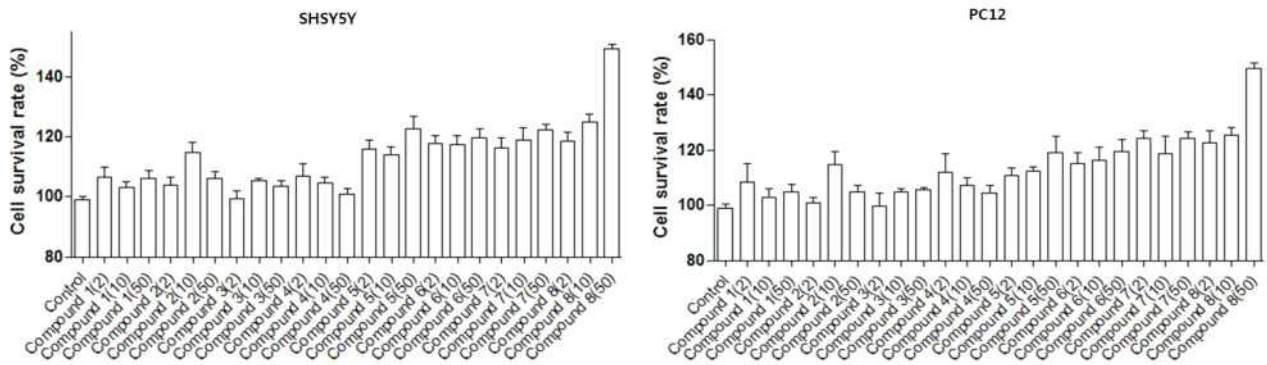 SHSY5Y
Cell survival rate (%)
140
120
100
80
Control
Compound 1(2)
Compound 1(10)
Compound 1(50)
Compound 2(2)
Compound 2(10)
Compound 2(50)
Compound 3(2)
Compound 3(10)
Compound 3(50)
Compound 4(2)
Compound 4(10)
Compound 4(50)
Compound 5(2)
Compound 5(10)
Compound 5(50)
Compound 6(2)
Compound 6(10)
Compound 6(50)
Compound 7(2)
Compound 7(10)
Compound 7(50)
Compound 8(2)
Compound 8(10)
Compound 8(50)
PC12
Cell survival rate (%)
160
140
120
100
80
Control
Compound 1(2)
Compound 1(10)
Compound 1(50)
Compound 2(2)
Compound 2(10)
Compound 2(50)
Compound 3(2)
Compound 3(10)
Compound 3(50)
Compound 4(2)
Compound 4(10)
Compound 4(50)
Compound 5(2)
Compound 5(10)
Compound 5(50)
Compound 6(2)
Compound 6(10)
Compound 6(50)
Compound 7(2)
Compound 7(10)
Compound 7(50)
Compound 8(2)
Compound 8(10)
Compound 8(50)